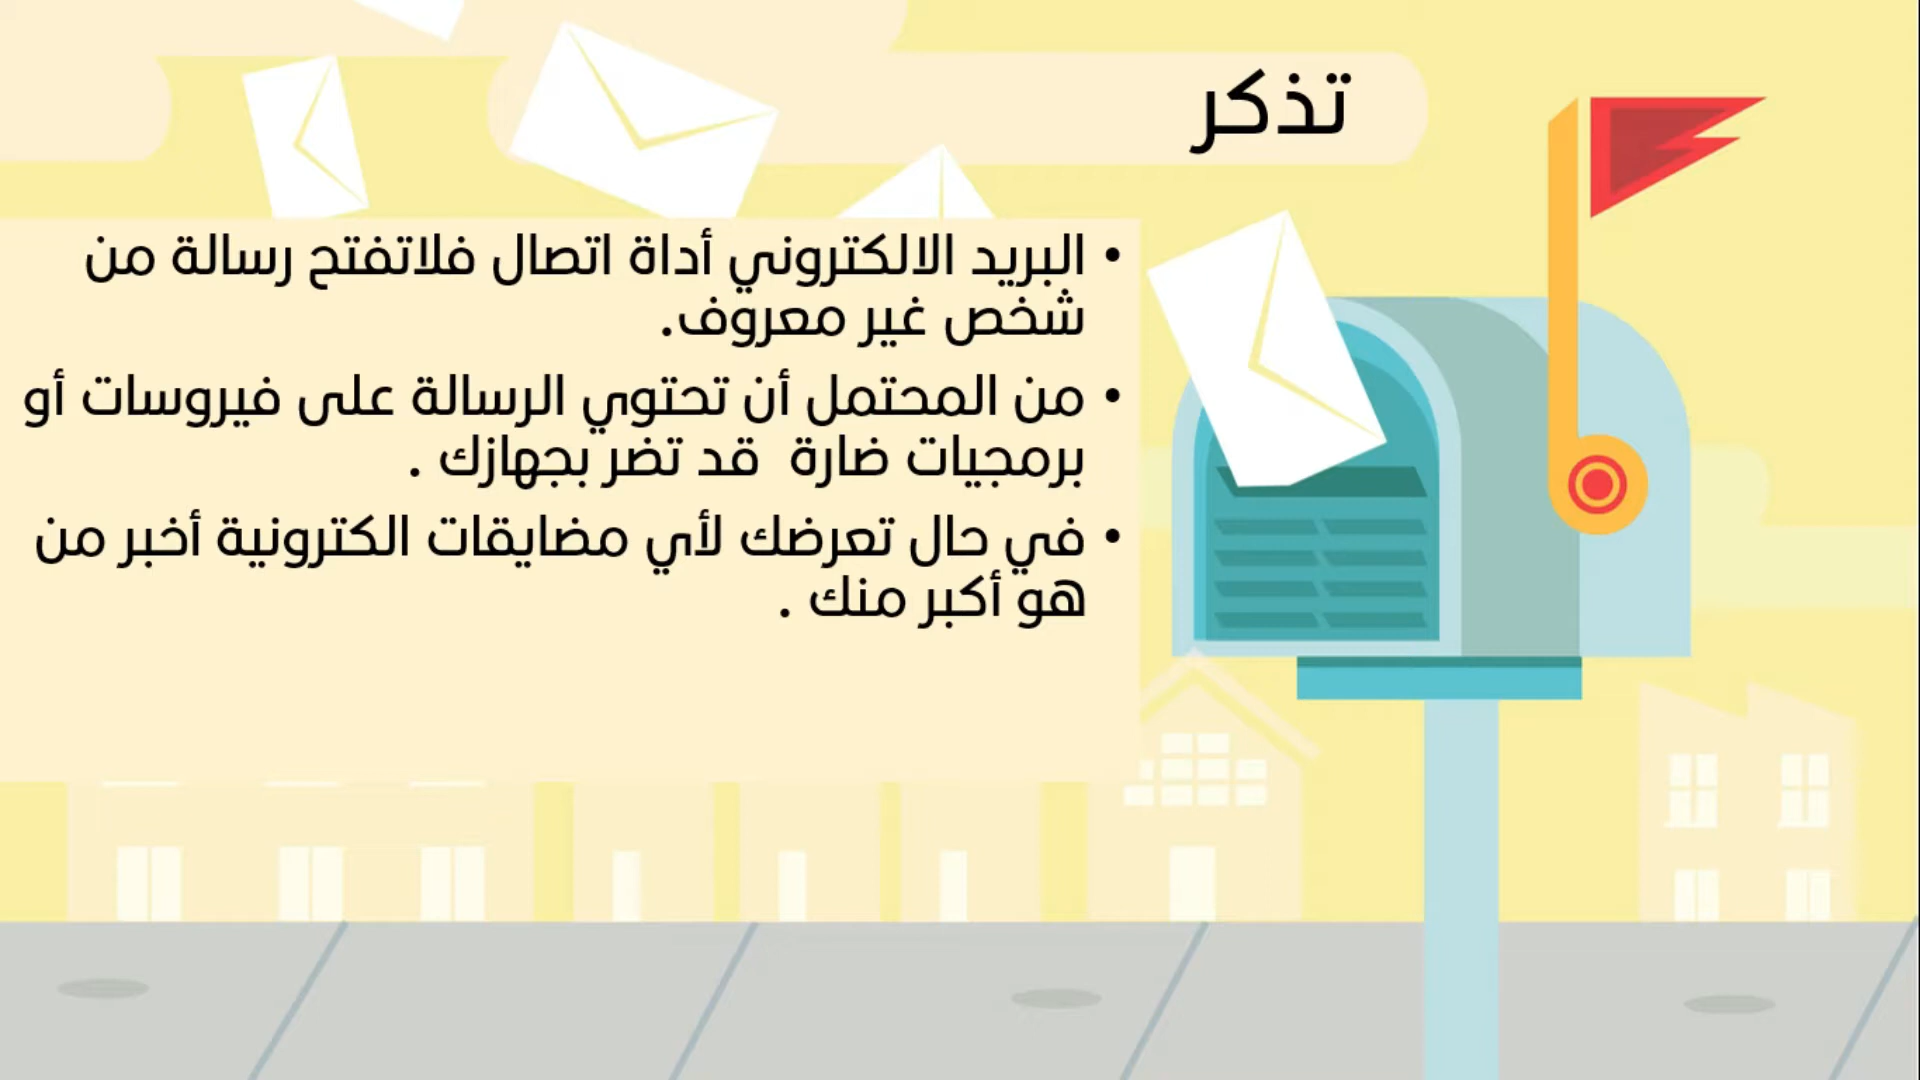 تذكر
• البريد الالكتروني أداة اتصال فلاتفتح رسالة من
شخص غير معروف.
• من المحتمل أن تحتوي الرسالة على فيروسات أو
برمجيات ضارة  قد تضر بجهازك .
• في حال تعرضك لأي مضايقات الكترونية أخبر من
هو أكبر منك .